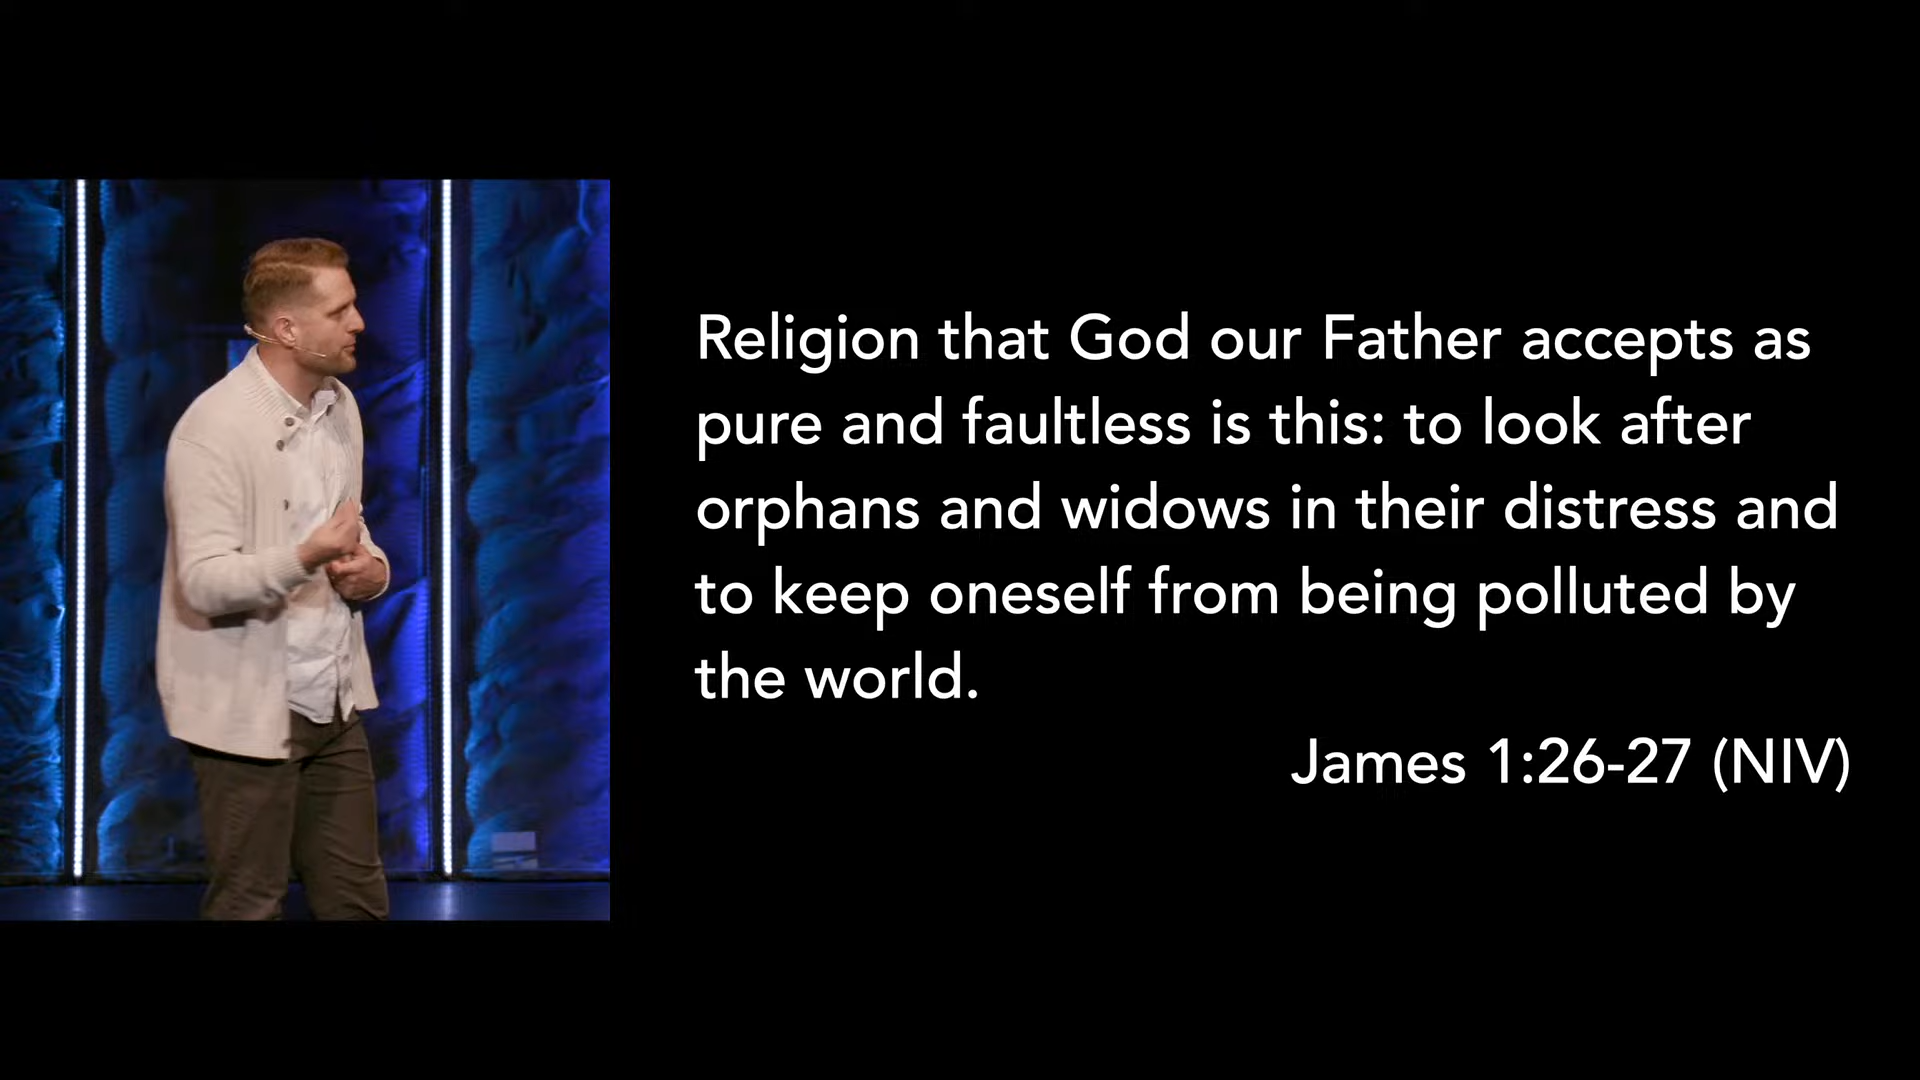 Religion that God our Father accepts as
pure and faultless is this: to look after
orphans and widows in their distress and
to keep oneself from being polluted by
the world.
James 1:26-27 (NIV)